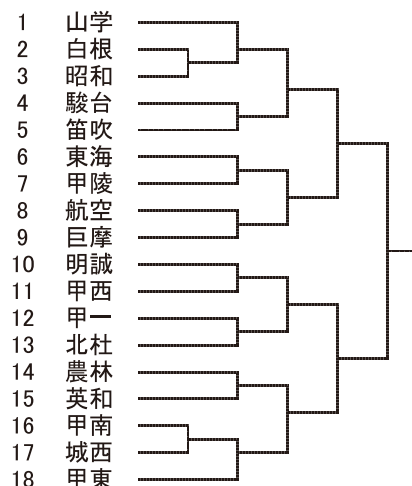 1 山学
2 白根
3 昭和
4 駿台
5 笛吹
6 東海
7 甲陵
8 航空
9 巨摩
10 明誠
11 甲西
12 甲一
13 北杜
14 農林
15 英和
16 甲南
17 城西
18 甲東